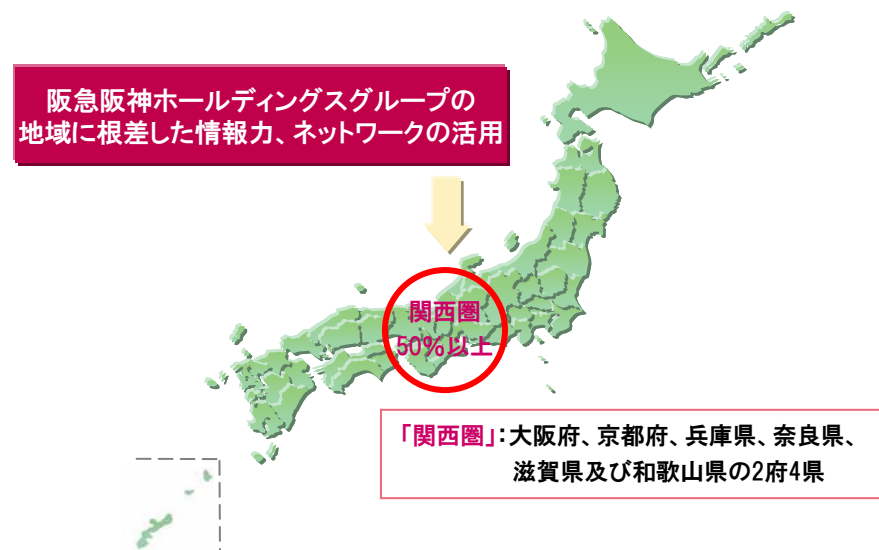 阪急阪神ホールディングスグループの
地域に根差した情報力、ネットワークの活用
関西圏
50%以上
「関西圏」:大阪府、京都府、兵庫県、奈良県、
滋賀県及び和歌山県の2府4県